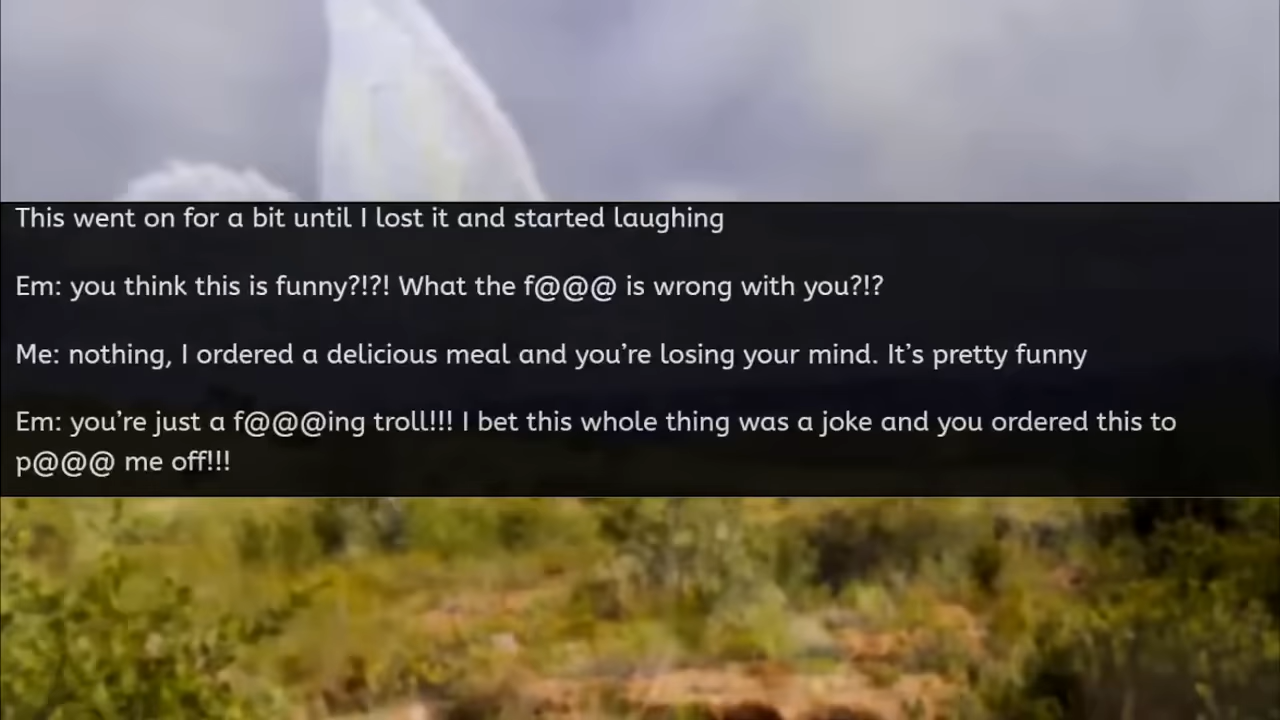 This went on for a bit until I lost it and started laughing
Em: you think this is funny?!?! What the f@@@ is wrong with you?!?
Me: nothing, I ordered a delicious meal and you’re losing your mind. It’s pretty funny
Em: you’re just a f@@@ing troll!!! I bet this whole thing was a joke and you ordered this to
p@@@ me off!!!